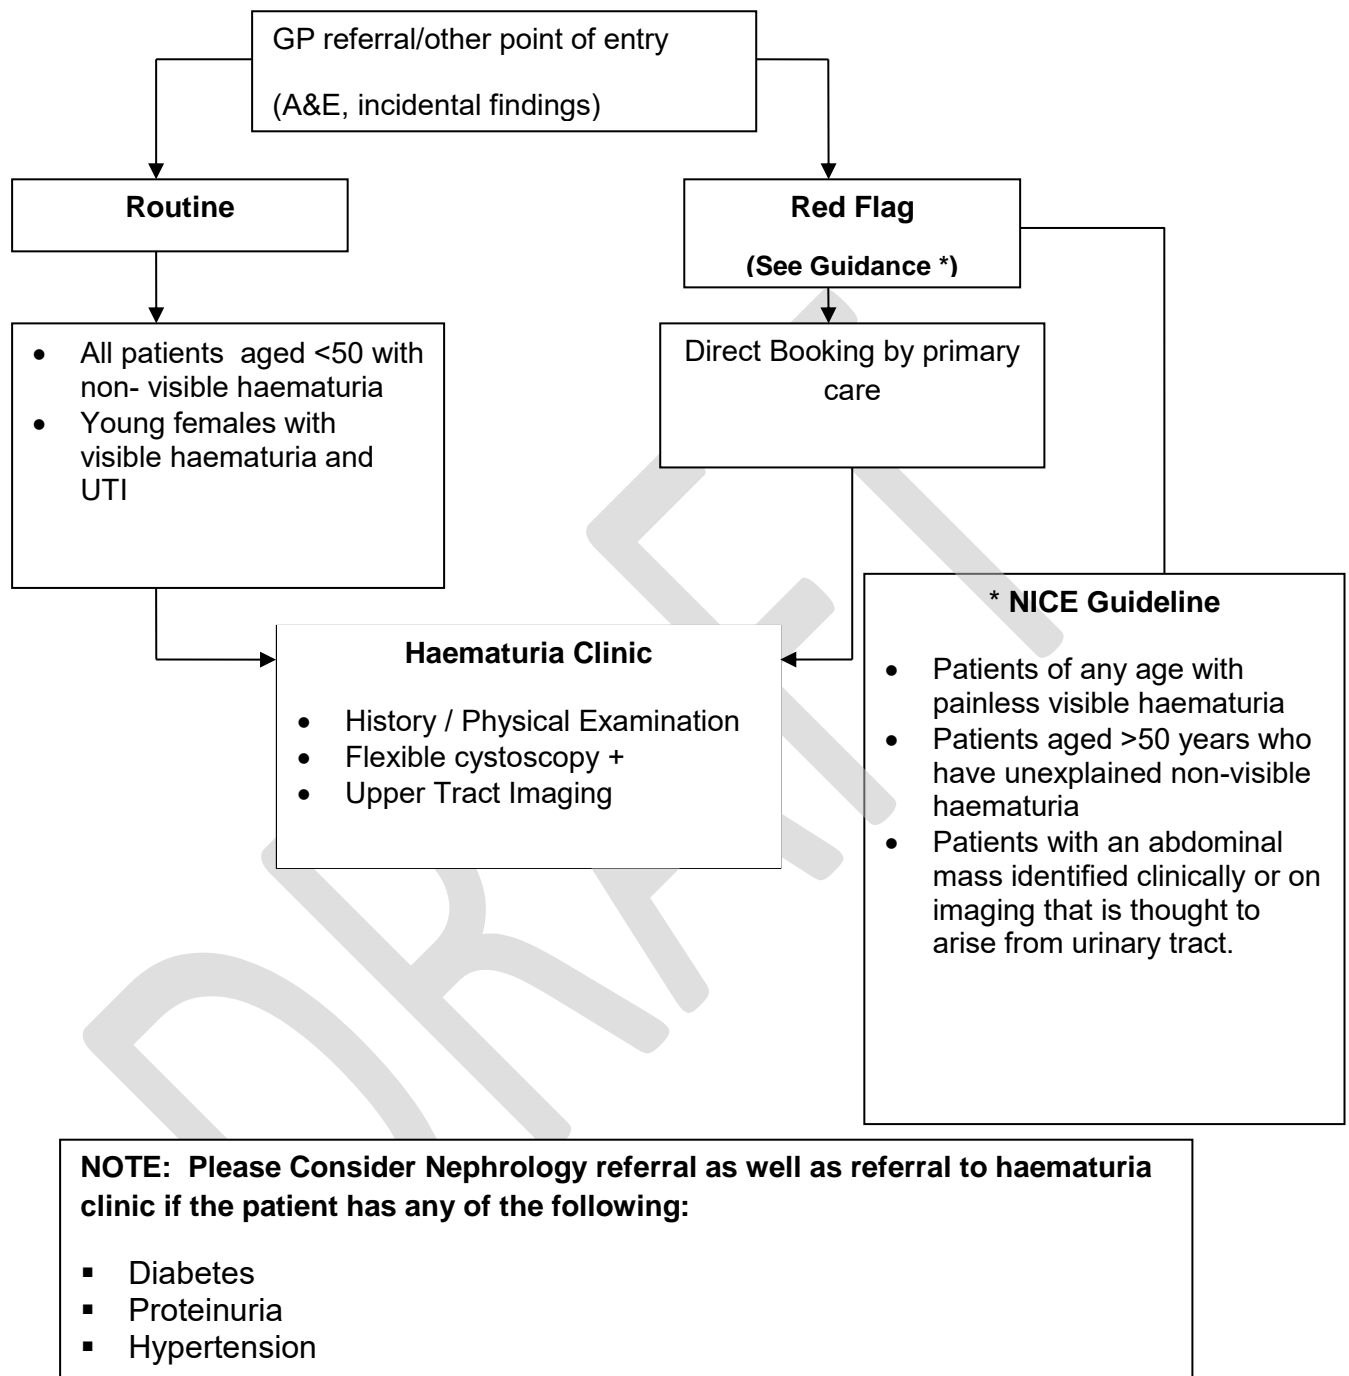 GP referral/other point of entry
(A&E, incidental findings)
Routine
Red Flag
(See Guidance *)
• All patients aged <50 with
non- visible haematuria
• Young females with
visible haematuria and
UTI
Direct Booking by primary
care
Haematuria Clinic
• History / Physical Examination
• Flexible cystoscopy +
• Upper Tract Imaging
* NICE Guideline
• Patients of any age with
painless visible haematuria
• Patients aged >50 years who
have unexplained non-visible
haematuria
• Patients with an abdominal
mass identified clinically or on
imaging that is thought to
arise from urinary tract.
DRAFT
NOTE: Please Consider Nephrology referral as well as referral to haematuria
clinic if the patient has any of the following:
▪ Diabetes
▪ Proteinuria
▪ Hypertension